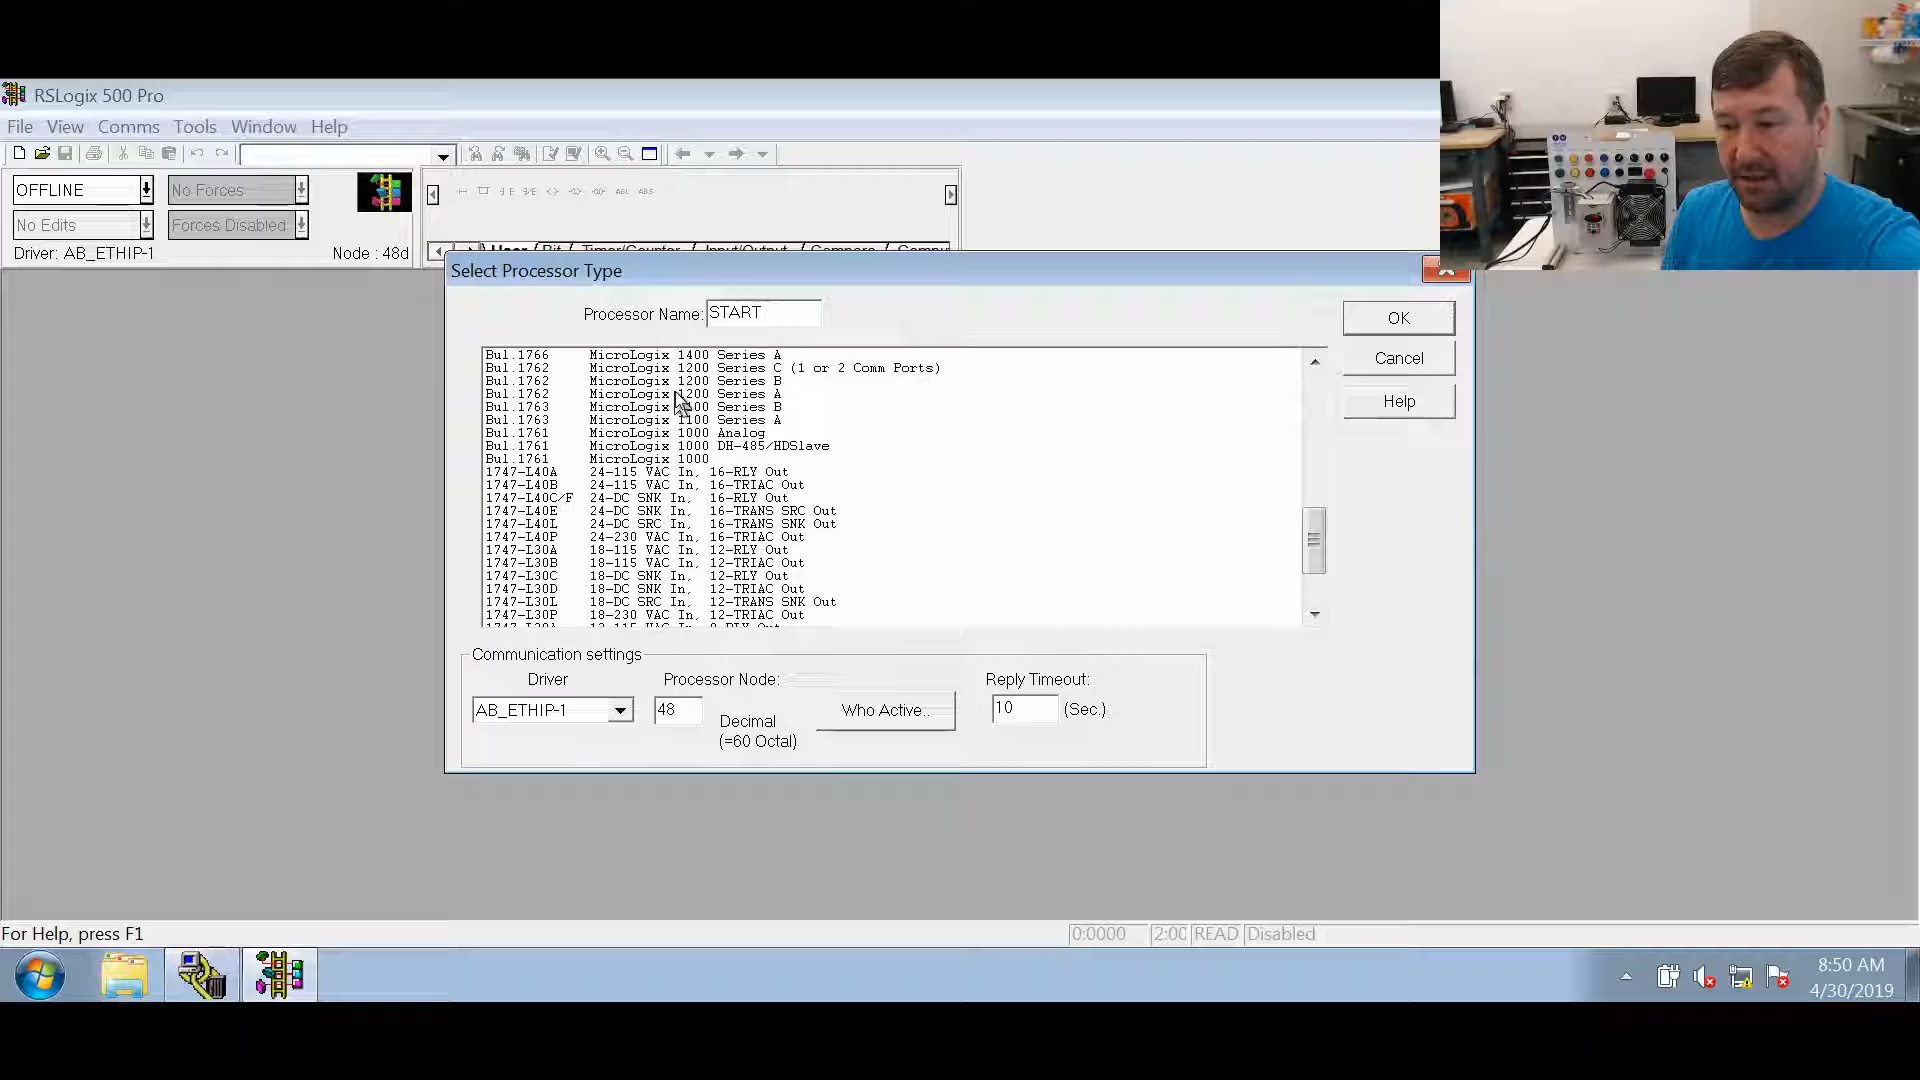 RSLogix 500 Pro
File View Comms Tools Window Help
OFFLINE No Forces
No Edits Forces Disabled
Driver: AB_ETHIP-1 Node : 48d
ABL ABS
User Bit Timer/Counter Input/Output Compare
Select Processor Type
Processor Name: START
OK
Cancel
Help
Bul.1766 MicroLogix 1400 Series A
Bul.1762 MicroLogix 1200 Series C (1 or 2 Comm Ports)
Bul.1762 MicroLogix 1200 Series B
Bul.1762 MicroLogix 1200 Series A
Bul.1763 MicroLogix 1100 Series B
Bul.1763 MicroLogix 1100 Series A
Bul.1761 MicroLogix 1000 Analog
Bul.1761 MicroLogix 1000 DH-485/HDSlave
Bul.1761 MicroLogix 1000
1747-L40A 24-115 VAC In, 16-RLY Out
1747-L40B 24-115 VAC In, 16-TRIAC Out
1747-L40C/F 24-DC SNK In, 16-RLY Out
1747-L40E 24-DC SNK In, 16-TRANS SRC Out
1747-L40L 24-DC SRC In, 16-TRANS SNK Out
1747-L40P 24-230 VAC In, 16-TRIAC Out
1747-L30A 18-115 VAC In, 12-RLY Out
1747-L30B 18-115 VAC In, 12-TRIAC Out
1747-L30C 18-DC SNK In, 12-RLY Out
1747-L30D 18-DC SNK In, 12-TRIAC Out
1747-L30L 18-DC SRC In, 12-TRANS SNK Out
1747-L30P 18-230 VAC In, 12-TRIAC Out
Communication settings
Driver Processor Node: Reply Timeout:
AB_ETHIP-1 48 Who Active.. 10 (Sec.)
Decimal
(=60 Octal)
For Help, press F1
0:0000 2:00 READ Disabled
8:50 AM
4/30/2019